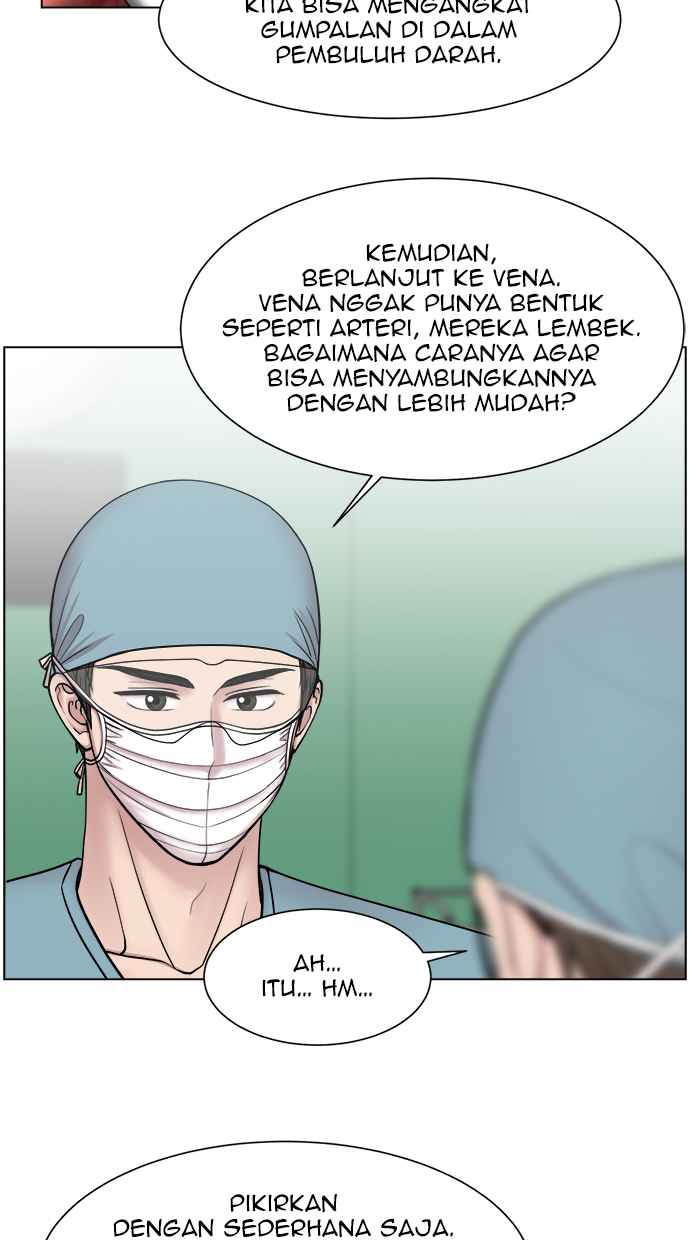 KITA BISA MENGANGKAT
GUMPALAN DI DALAM
PEMBULUH DARAH.
KEMUDIAN,
BERLANJUT KE VENA.
VENA NGGAK PUNYA BENTUK
SEPERTI ARTERI, MEREKA LEMBEK.
BAGAIMANA CARANYA AGAR
BISA MENYAMBUNGKANNYA
DENGAN LEBIH MUDAH?
AH...
ITU... HM...
PIKIRKAN
DENGAN SEDERHANA SAJA.